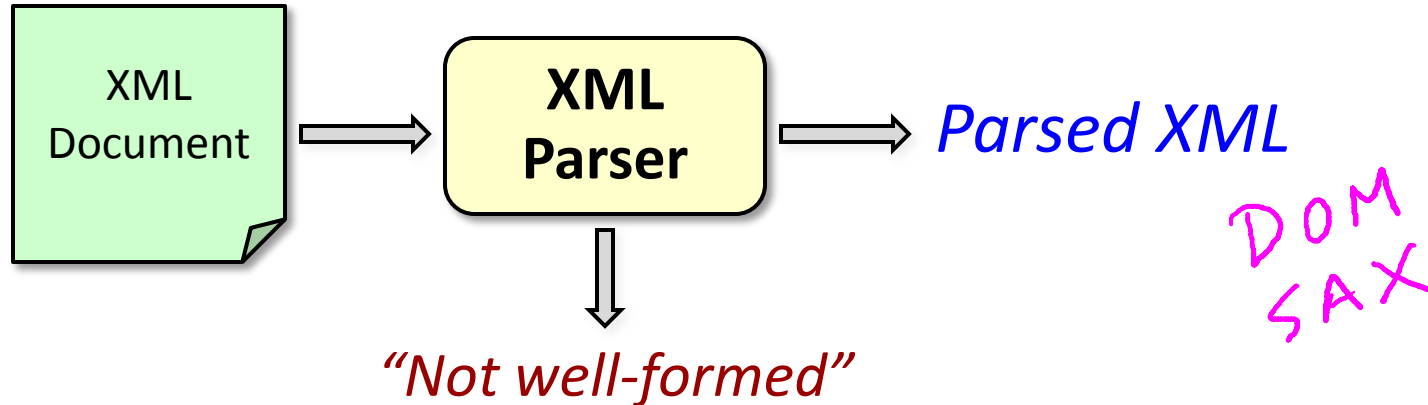 XML
Document
XML
Parser
Parsed XML
DOM
SAX
“Not well-formed”